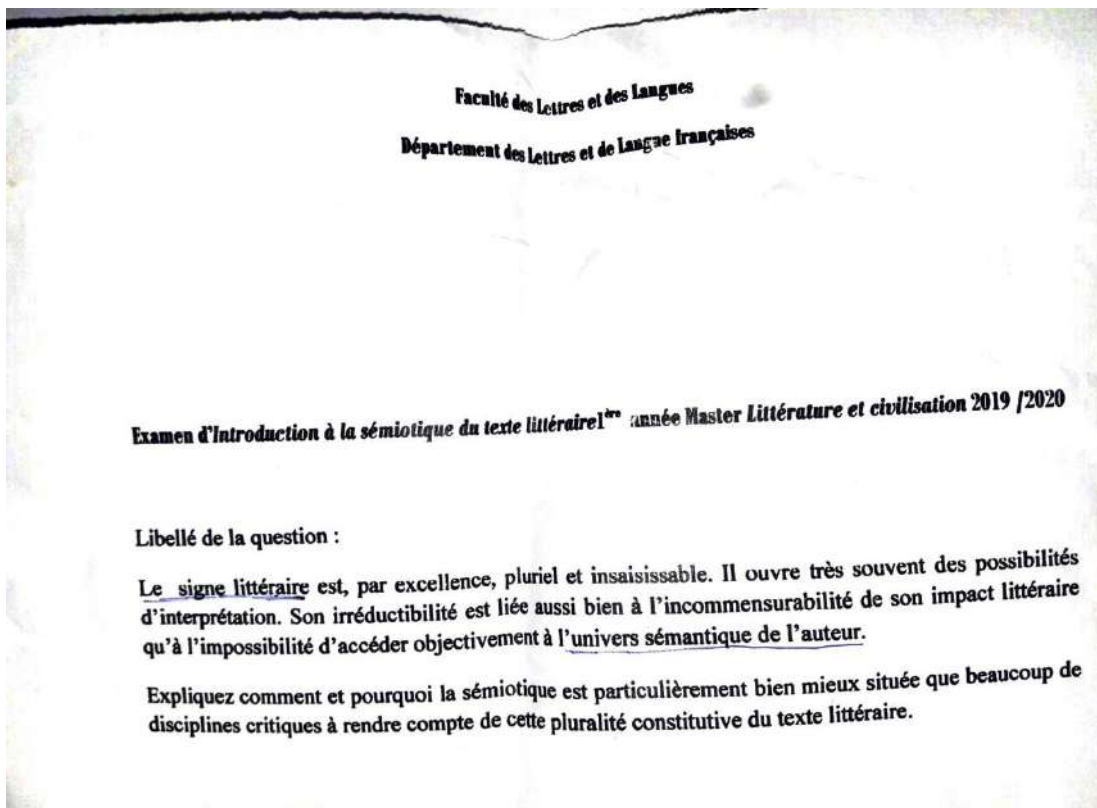 Faculté des Lettres et des Langues
Département des Lettres et de Langue françaises
Examen d'Introduction à la sémiotique du texte littéraire1ère année Master Littérature et civilisation 2019 /2020
Libellé de la question :
Le signe littéraire est, par excellence, pluriel et insaisissable. Il ouvre très souvent des possibilités
d'interprétation. Son irréductibilité est liée aussi bien à l'incommensurabilité de son impact littéraire
qu'à l'impossibilité d'accéder objectivement à l'univers sémantique de l'auteur.
Expliquez comment et pourquoi la sémiotique est particulièrement bien mieux située que beaucoup de
disciplines critiques à rendre compte de cette pluralité constitutive du texte littéraire.